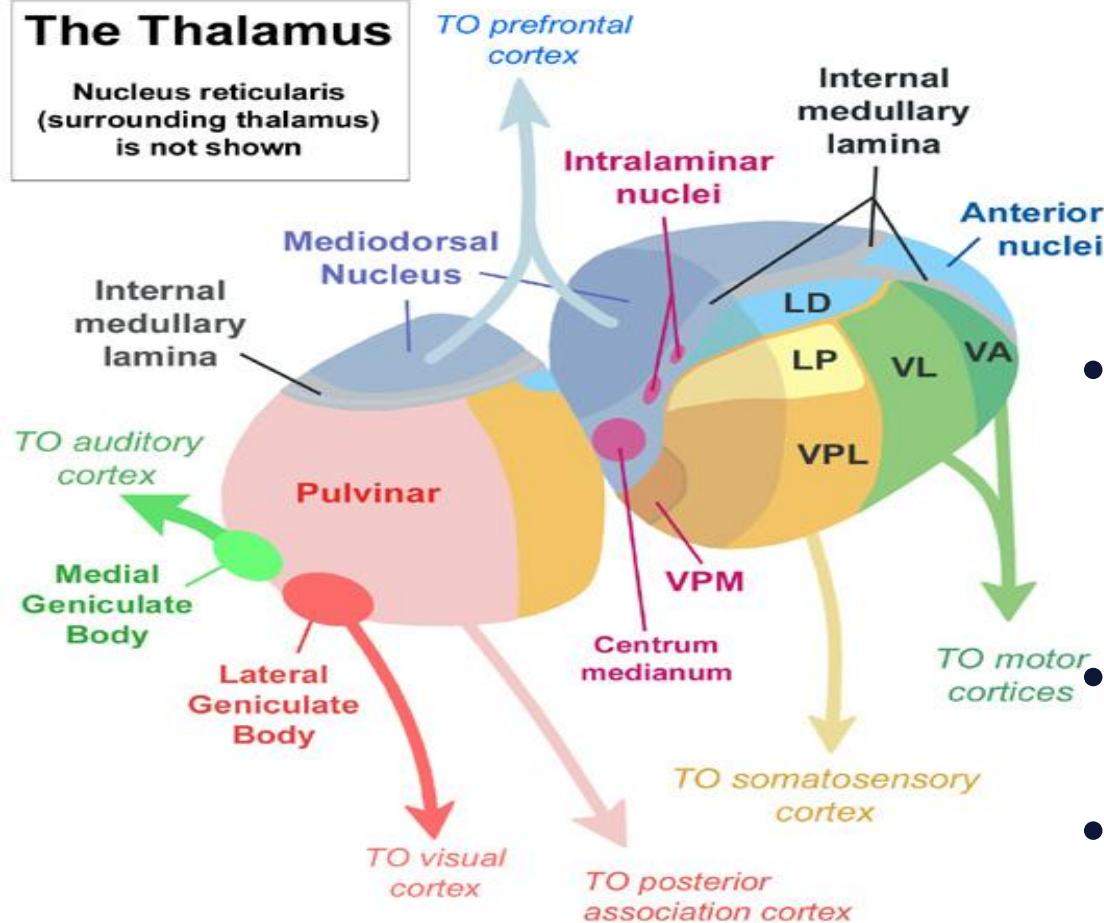 The Thalamus
Nucleus reticularis
(surrounding thalamus)
is not shown
TO prefrontal
cortex
Internal
medullary
lamina
Intralaminar
nuclei
Anterior
nuclei
Mediodorsal
Nucleus
Internal
medullary
lamina
LD
LP
VL
VA
TO auditory
cortex
VPL
Pulvinar
Medial
Geniculate
Body
VPM
Centrum
medianum
TO motor
cortices
Lateral
Geniculate
Body
TO somatosensory
cortex
TO visual
cortex
TO posterior
association cortex